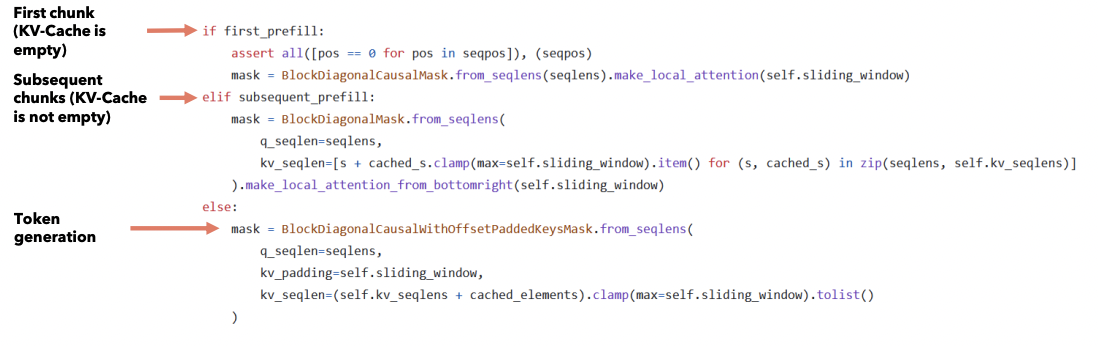 First chunk
(KV-Cache is
empty)
if first_prefill:
assert all([pos == 0 for pos in seqpos]), (seqpos)
mask = BlockDiagonalCausalMask.from_seqlens(seqlens).make_local_attention(self.sliding_window)
Subsequent
chunks (KV-Cache
is not empty)
elif subsequent_prefill:
mask = BlockDiagonalMask.from_seqlens(
q_seqlen=seqlens,
kv_seqlen=[s + cached_s.clamp(max=self.sliding_window).item() for (s, cached_s) in zip(seqlens, self.kv_seqlens)]
).make_local_attention_from_bottomright(self.sliding_window)
else:
Token
generation
mask = BlockDiagonalCausalWithOffsetPaddedKeysMask.from_seqlens(
q_seqlen=seqlens,
kv_padding=self.sliding_window,
kv_seqlen=(self.kv_seqlens + cached_elements).clamp(max=self.sliding_window).tolist()
)